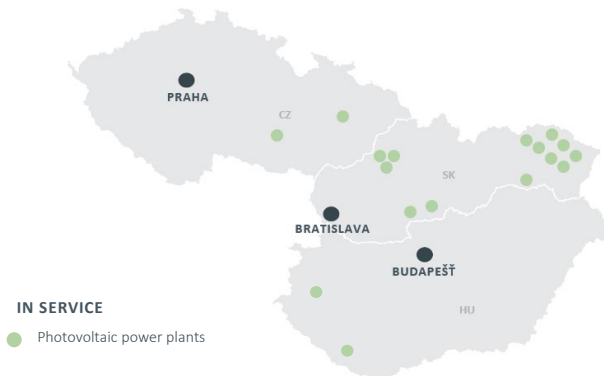 PRAHA
CZ
SK
BRATISLAVA
BUDAPEŠŤ
HU
IN SERVICE
Photovoltaic power plants